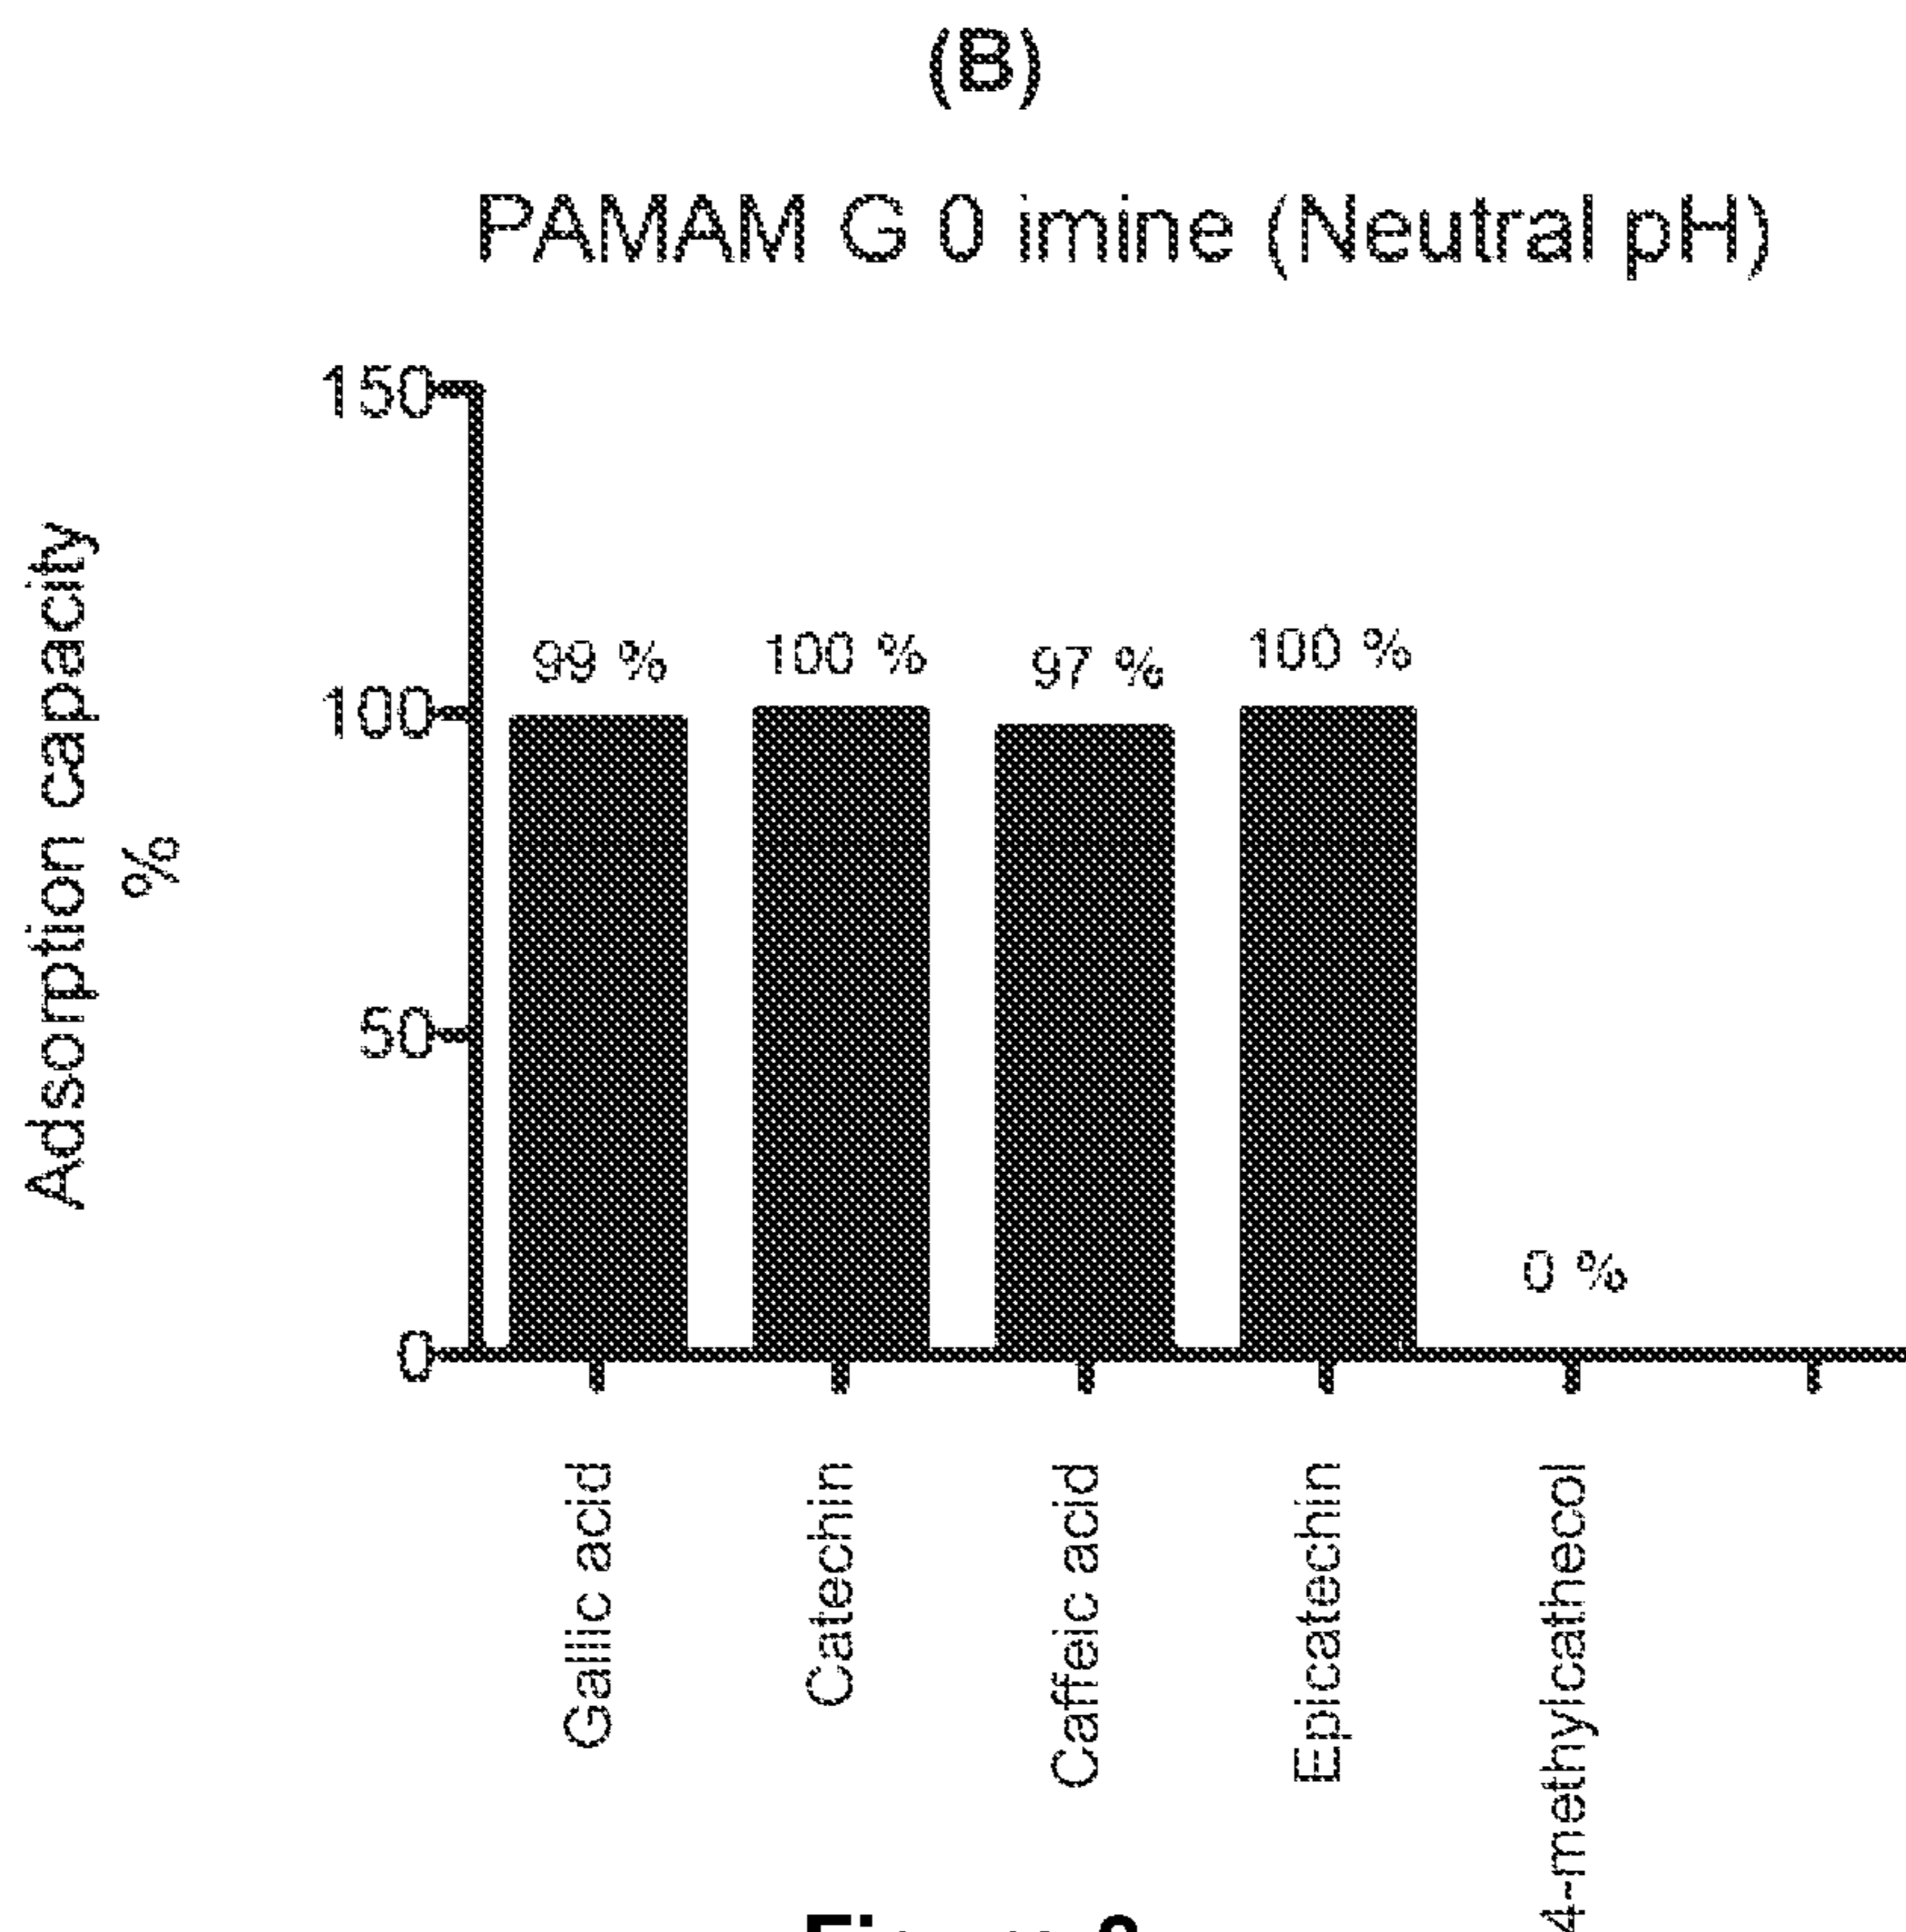 (B)
PAMAM G 0 imine (Neutral pH)
Adsorption capacity
%
150
100
50
0
99 %
100 %
97 %
100 %
0 %
Gallic acid
Catechin
Caffeic acid
Epicatechin
4-methylcathecol